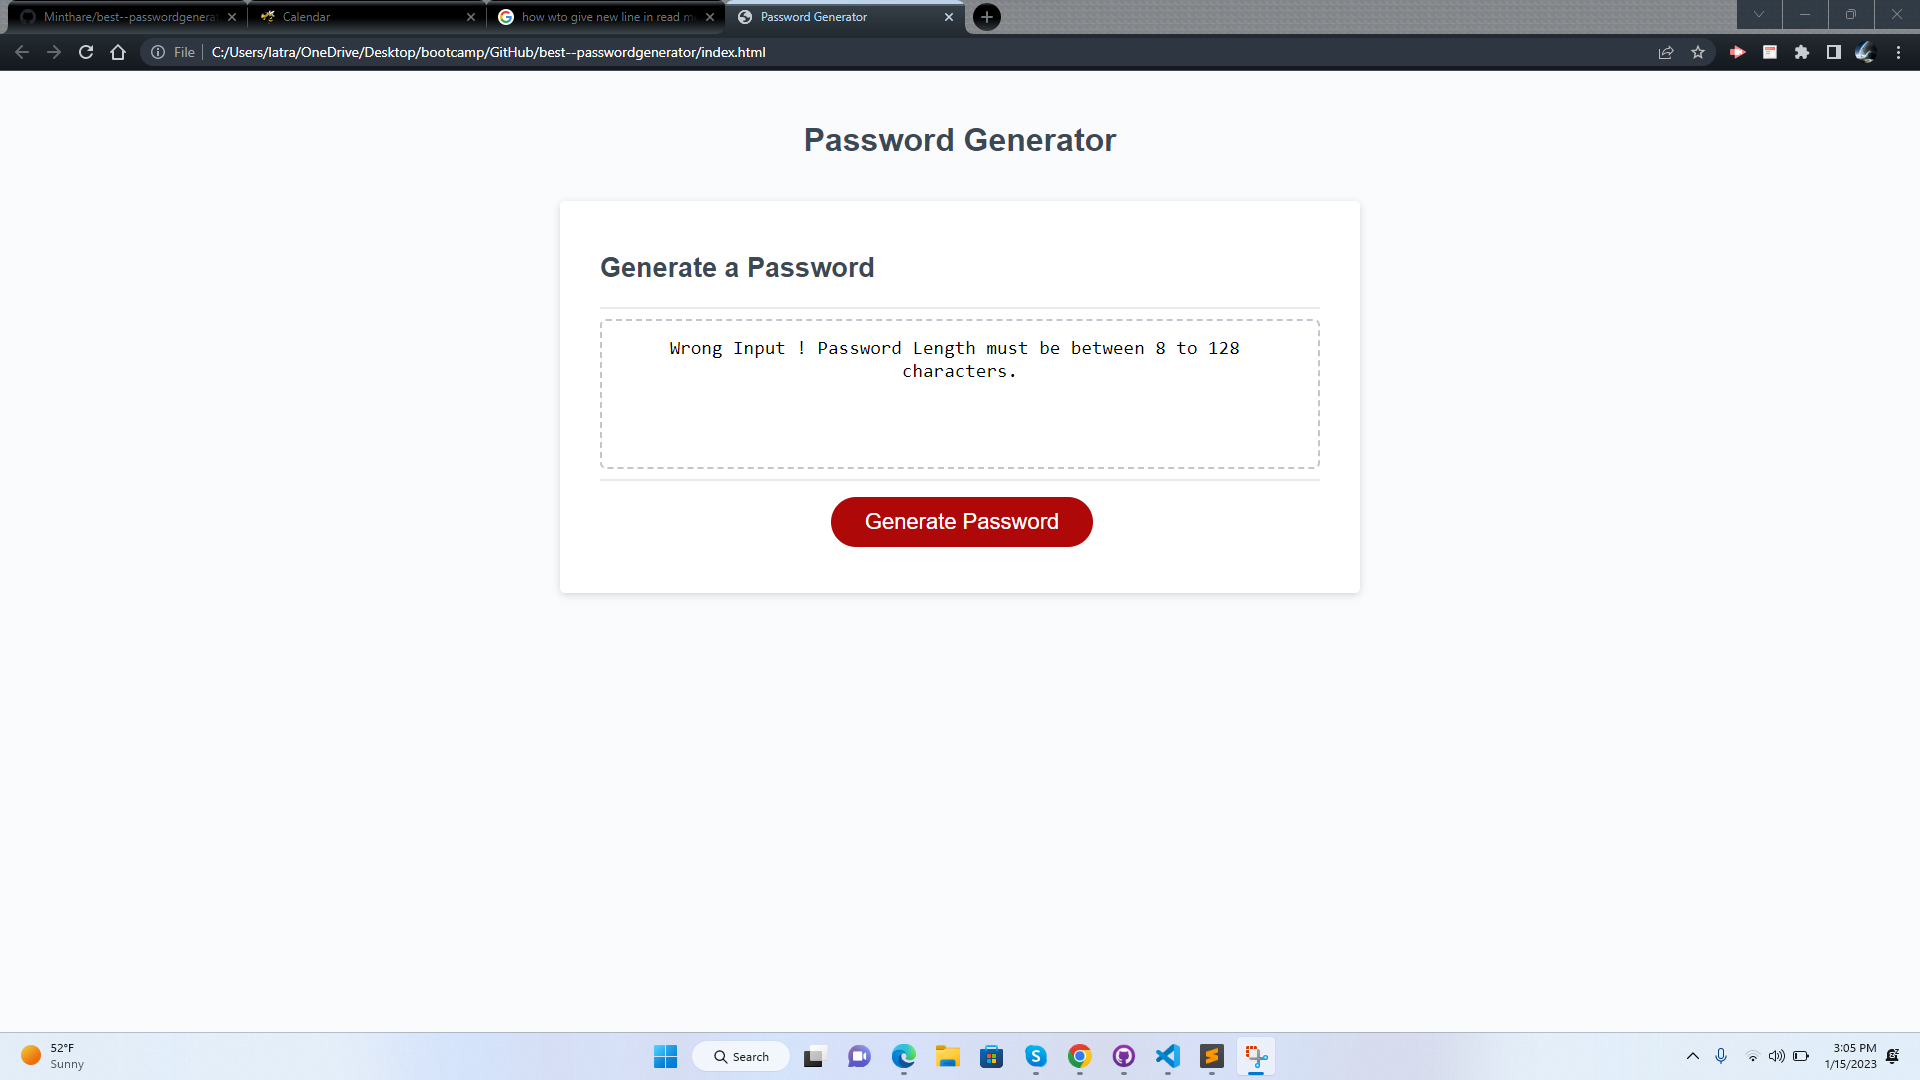 Minthare/best--passwordgenerat
Calendar
how wto give new line in read m
Password Generator
File
C:/Users/latra/OneDrive/Desktop/bootcamp/GitHub/best--passwordgenerator/index.html
Password Generator
Generate a Password
Wrong Input ! Password Length must be between 8 to 128
characters.
Generate Password
52°F
Sunny
Search
3:05 PM
1/15/2023